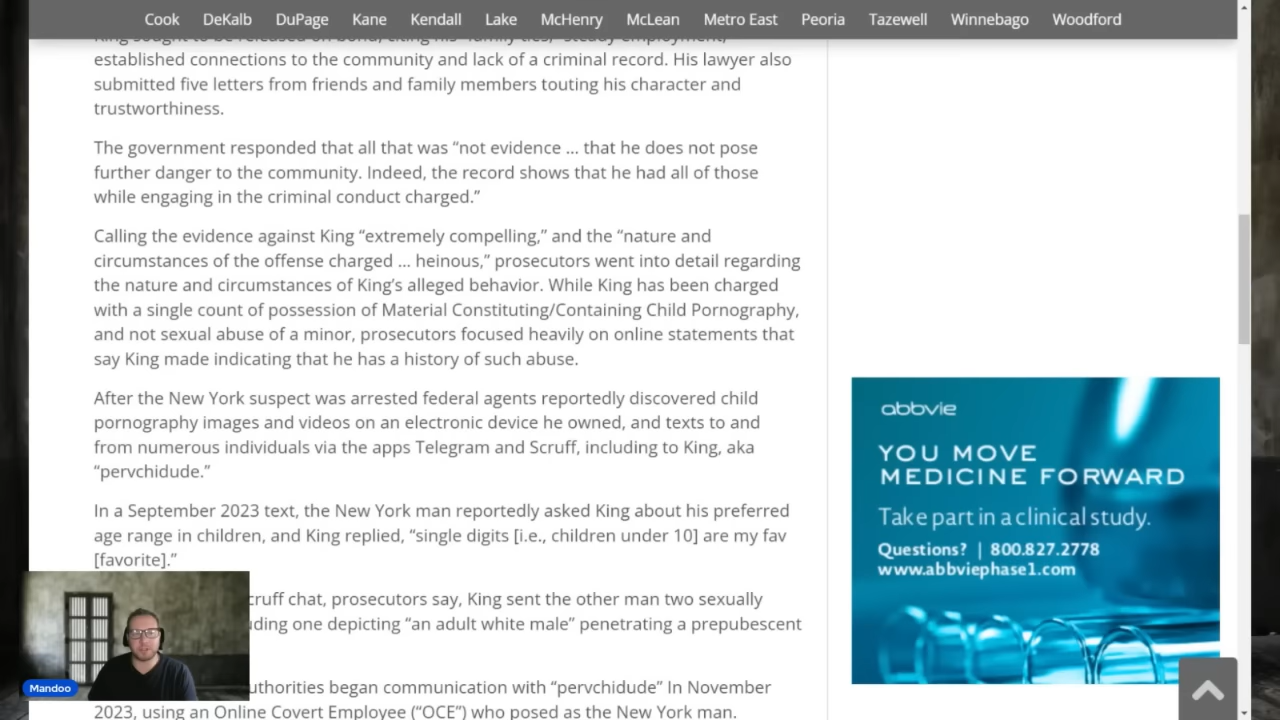 Cook DeKalb DuPage Kane Kendall Lake McHenry McLean Metro East Peoria Tazewell Winnebago Woodford
King sought to be released on bond, citing his "family ties," steady employment,
established connections to the community and lack of a criminal record. His lawyer also
submitted five letters from friends and family members touting his character and
trustworthiness.
The government responded that all that was “not evidence ... that he does not pose
further danger to the community. Indeed, the record shows that he had all of those
while engaging in the criminal conduct charged.”
Calling the evidence against King “extremely compelling,” and the “nature and
circumstances of the offense charged ... heinous,” prosecutors went into detail regarding
the nature and circumstances of King’s alleged behavior. While King has been charged
with a single count of possession of Material Constituting/Containing Child Pornography,
and not sexual abuse of a minor, prosecutors focused heavily on online statements that
say King made indicating that he has a history of such abuse.
After the New York suspect was arrested federal agents reportedly discovered child
pornography images and videos on an electronic device he owned, and texts to and
from numerous individuals via the apps Telegram and Scruff, including to King, aka
“pervchidude.”
In a September 2023 text, the New York man reportedly asked King about his preferred
age range in children, and King replied, “single digits [i.e., children under 10] are my fav
[favorite].”
cruff chat, prosecutors say, King sent the other man two sexually
uding one depicting “an adult white male” penetrating a prepubescent
uthorities began communication with “pervchidude” In November
2023, using an Online Covert Employee (“OCE”) who posed as the New York man.
abbvie
YOU MOVE
MEDICINE FORWARD
Take part in a clinical study.
Questions? | 800.827.2778
www.abbviephase1.com
Mandoo